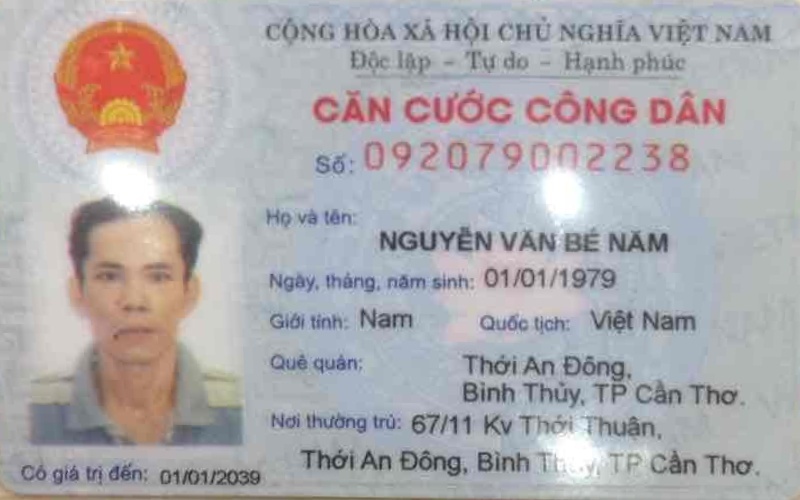 CỘNG HÒA XÃ HỘI CHỦ NGHĨA VIỆT NAM
Độc lập - Tự do - Hạnh phúc
CĂN CƯỚC CÔNG DÂN
Số: 092079002238
Họ và tên:
NGUYỄN VĂN BÉ NĂM
Ngày, tháng, năm sinh: 01/01/1979
Giới tính: Nam Quốc tịch: Việt Nam
Quê quán: Thới An Đông,
Bình Thủy, TP Cần Thơ.
Nơi thường trú: 67/11 Kv Thới Thuận,
Thới An Đông, Bình Thủy, TP Cần Thơ.
Có giá trị đến: 01/01/2039